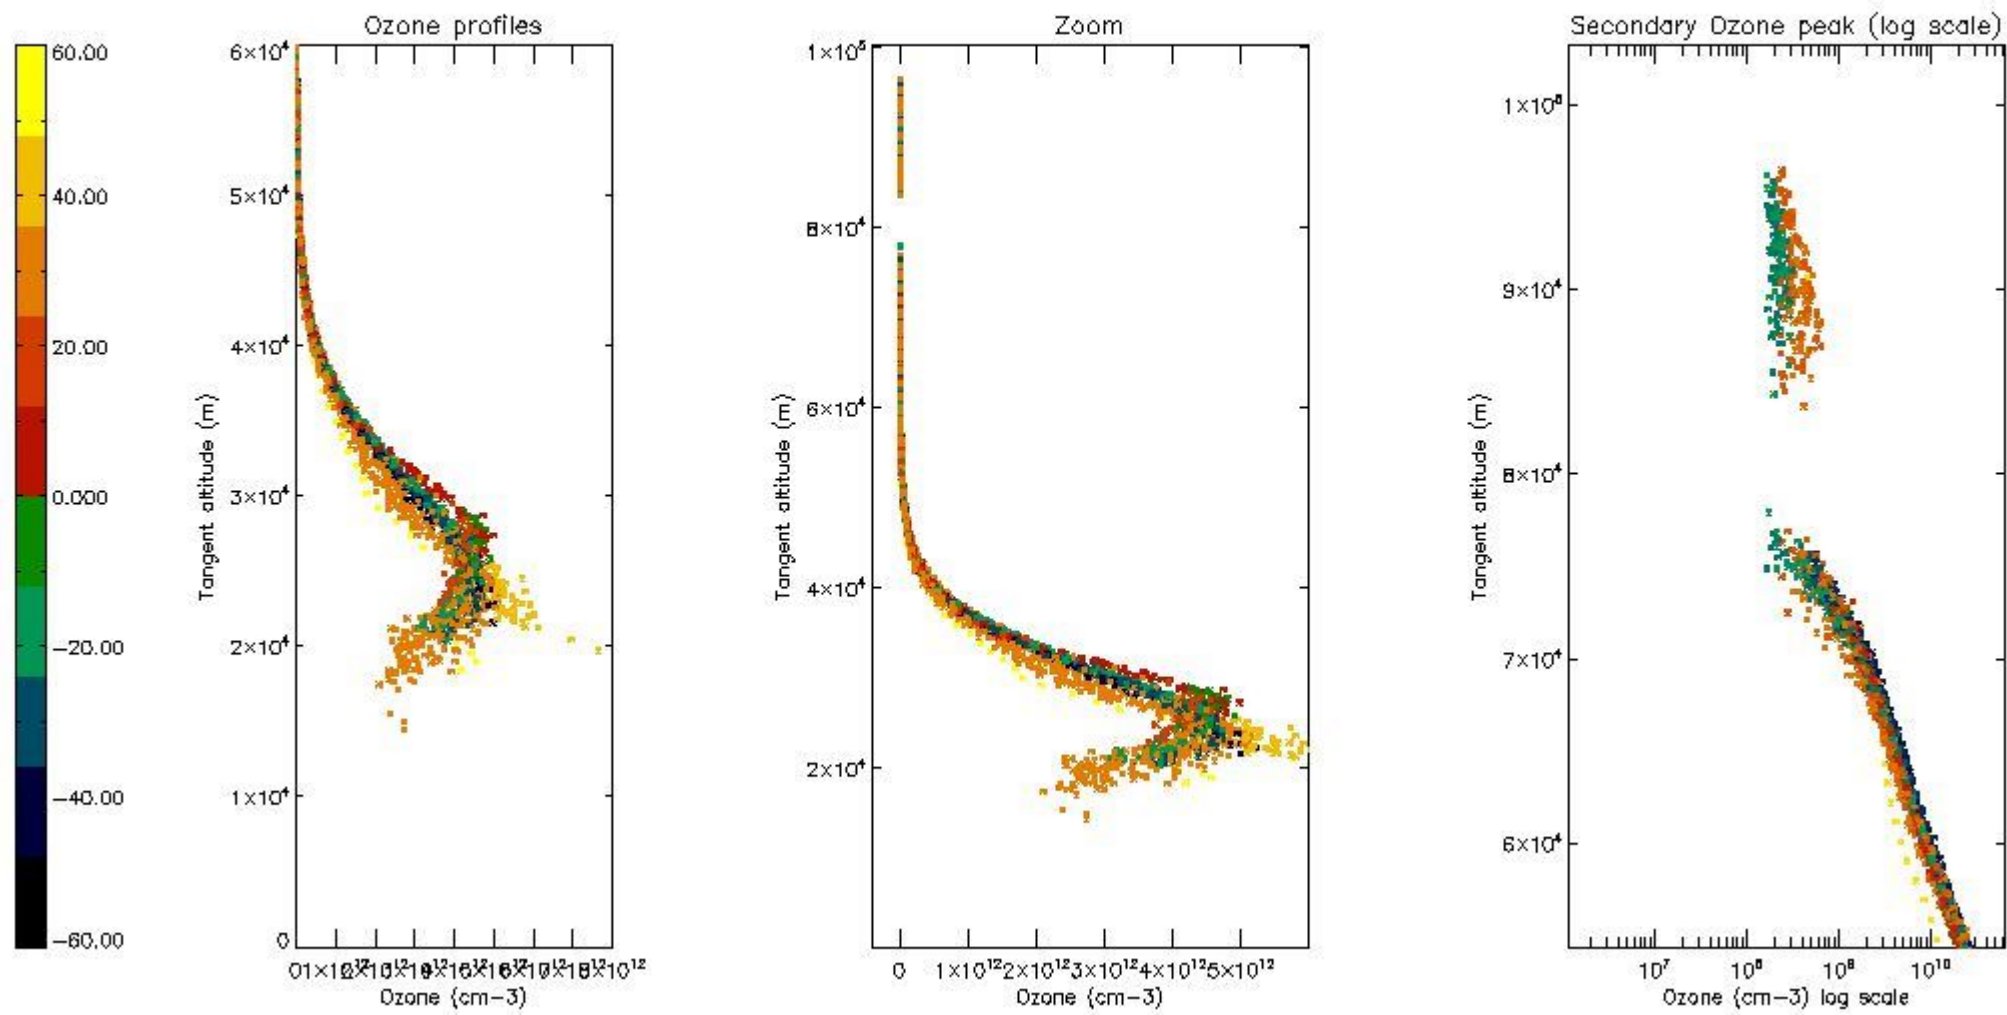 Ozone profiles
Zoom
Secondary Ozone peak (log scale)
60.00
40.00
20.00
0.000
−20.00
−40.00
−60.00
6×10⁴
5×10⁴
4×10⁴
3×10⁴
2×10⁴
1×10⁴
0
Tangent altitude (m)
Ozone (cm−3)
1×10⁵
8×10⁴
6×10⁴
4×10⁴
2×10⁴
Tangent altitude (m)
0 1×10¹² 2×10¹² 3×10¹² 4×10¹² 5×10¹²
Ozone (cm−3)
9×10⁴
8×10⁴
7×10⁴
6×10⁴
Tangent altitude (m)
10⁷ 10⁸ 10⁹ 10¹⁰
Ozone (cm−3) log scale